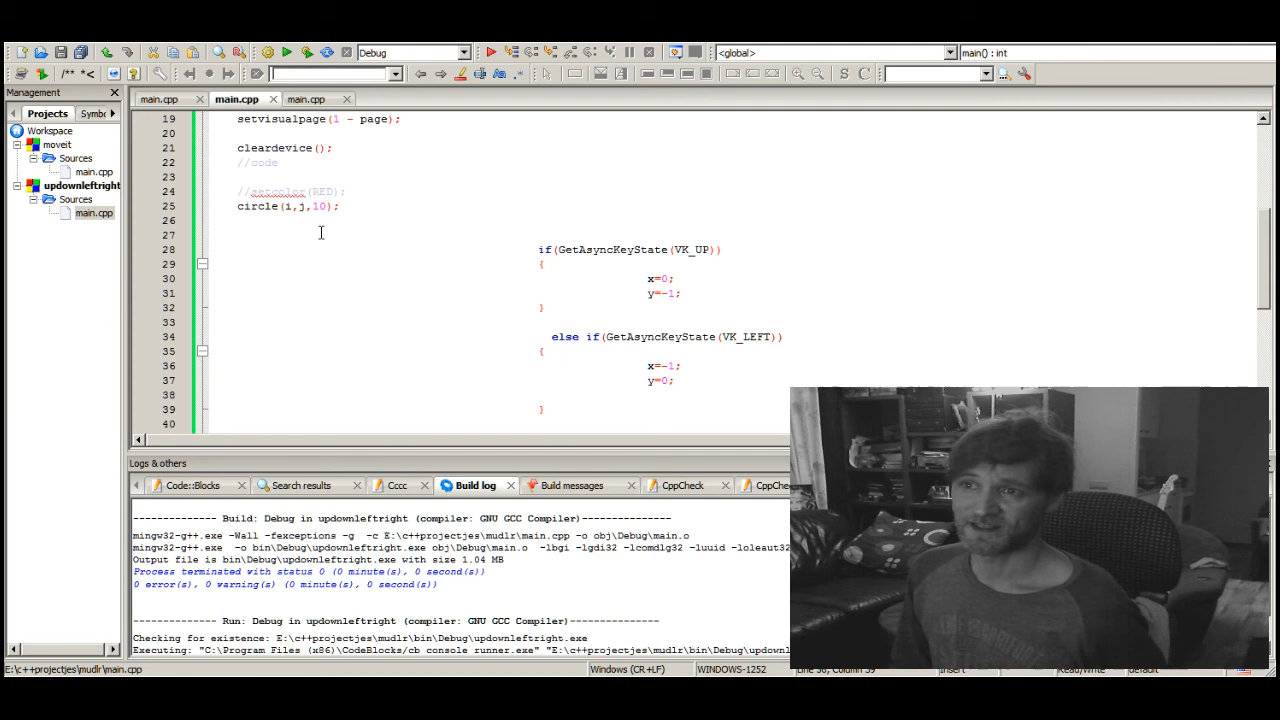 Debug
<global>
main() : int
/** *<
S C
Management
main.cpp
main.cpp
main.cpp
Projects
Symbo
Workspace
moveit
Sources
main.cpp
updownleftright
Sources
main.cpp
19 setvisualpage(1 - page);
20
21 cleardevice();
22 //code
23
24 //setcolor(RED);
25 circle(i,j,10);
26
27
28 if(GetAsyncKeyState(VK_UP))
29 {
30 x=0;
31 y=-1;
32 }
33
34 else if(GetAsyncKeyState(VK_LEFT))
35 {
36 x=-1;
37 y=0;
38
39 }
40
Logs & others
Code::Blocks
Search results
Cccc
Build log
Build messages
CppCheck
CppChec
-------------- Build: Debug in updownleftright (compiler: GNU GCC Compiler)---------------
mingw32-g++.exe -Wall -fexceptions -g -c E:\c++projectjes\mudlr\main.cpp -o obj\Debug\main.o
mingw32-g++.exe -o bin\Debug\updownleftright.exe obj\Debug\main.o -lbgi -lgdi32 -lcomdlg32 -luuid -loleaut32
Output file is bin\Debug\updownleftright.exe with size 1.04 MB
Process terminated with status 0 (0 minute(s), 0 second(s))
0 error(s), 0 warning(s) (0 minute(s), 0 second(s))
-------------- Run: Debug in updownleftright (compiler: GNU GCC Compiler)---------------
Checking for existence: E:\c++projectjes\mudlr\bin\Debug\updownleftright.exe
Executing: "C:\Program Files (x86)\CodeBlocks/cb console runner.exe" "E:\c++projectjes\mudlr\bin\Debug\updownl
E:\c++projectjes\mudlr\main.cpp
Windows (CR+LF)
WINDOWS-1252